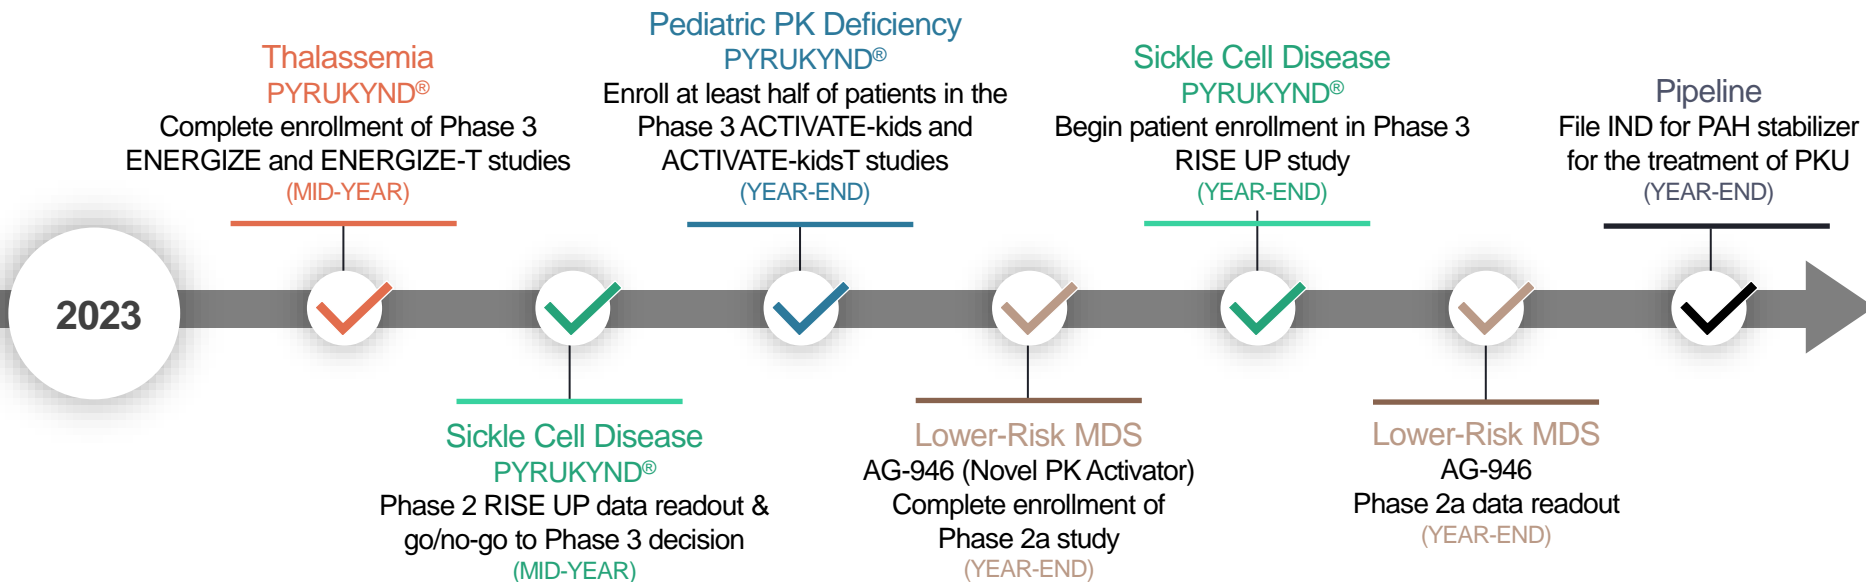 2023
Thalassemia
PYRUKYND®
Complete enrollment of Phase 3
ENERGIZE and ENERGIZE-T studies
(MID-YEAR)
Sickle Cell Disease
PYRUKYND®
Phase 2 RISE UP data readout &
go/no-go to Phase 3 decision
(MID-YEAR)
Pediatric PK Deficiency
PYRUKYND®
Enroll at least half of patients in the
Phase 3 ACTIVATE-kids and
ACTIVATE-kidsT studies
(YEAR-END)
Lower-Risk MDS
AG-946 (Novel PK Activator)
Complete enrollment of
Phase 2a study
(YEAR-END)
Sickle Cell Disease
PYRUKYND®
Begin patient enrollment in Phase 3
RISE UP study
(YEAR-END)
Lower-Risk MDS
AG-946
Phase 2a data readout
(YEAR-END)
Pipeline
File IND for PAH stabilizer
for the treatment of PKU
(YEAR-END)